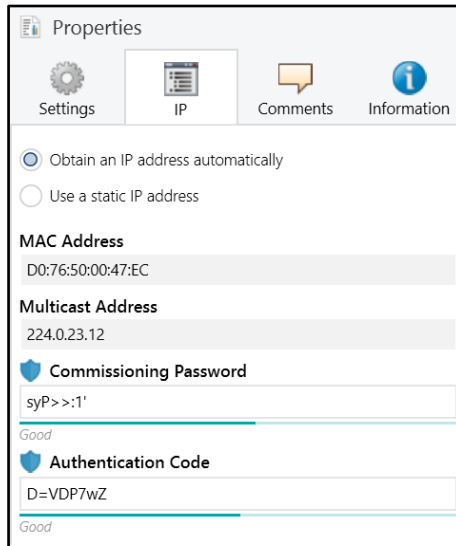 Properties
Settings IP Comments Information
Obtain an IP address automatically
Use a static IP address
MAC Address
D0:76:50:00:47:EC
Multicast Address
224.0.23.12
Commissioning Password
syP>>:1'
Good
Authentication Code
D=VDP7wZ
Good